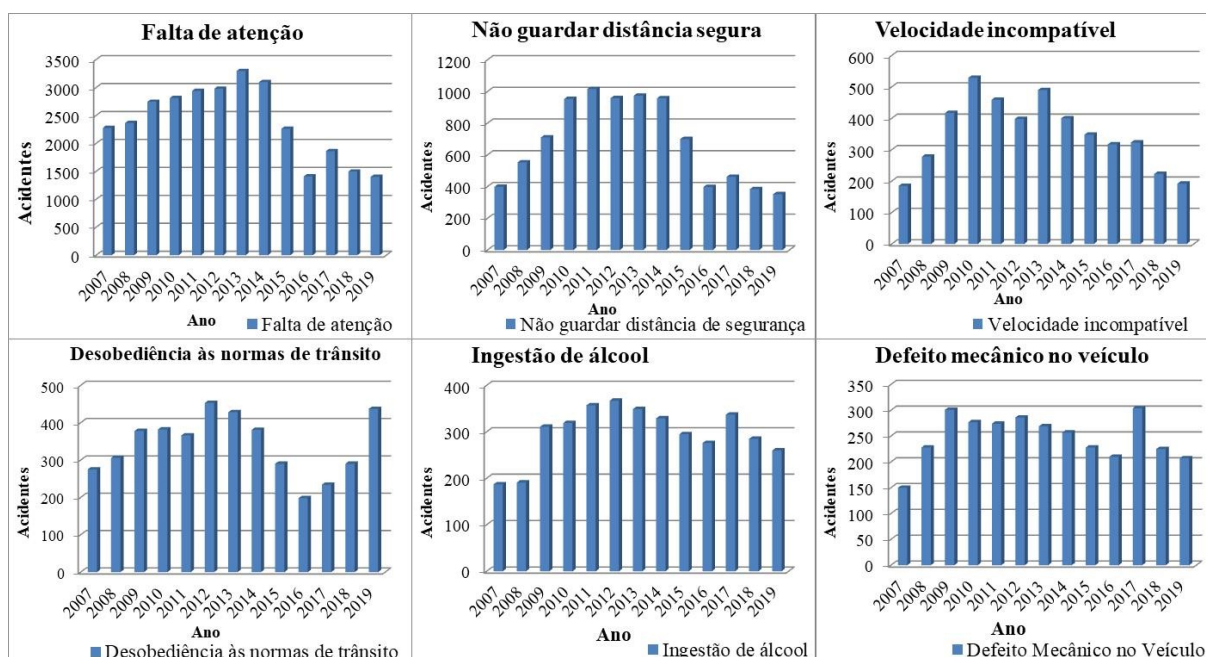 Falta de atenção
3500
3000
2500
2000
1500
1000
500
0
Acidentes
2007 2008 2009 2010 2011 2012 2013 2014 2015 2016 2017 2018 2019
Ano
Falta de atenção
Não guardar distância segura
1200
1000
800
600
400
200
0
Acidentes
2007 2008 2009 2010 2011 2012 2013 2014 2015 2016 2017 2018 2019
Ano
Não guardar distância de segurança
Velocidade incompatível
600
500
400
300
200
100
0
Acidentes
2007 2008 2009 2010 2011 2012 2013 2014 2015 2016 2017 2018 2019
Ano
Velocidade incompatível
Desobediência às normas de trânsito
500
400
300
200
100
0
Acidentes
2007 2008 2009 2010 2011 2012 2013 2014 2015 2016 2017 2018 2019
Ano
Desobediência às normas de trânsito
Ingestão de álcool
400
300
200
100
0
Acidentes
2007 2008 2009 2010 2011 2012 2013 2014 2015 2016 2017 2018 2019
Ano
Ingestão de álcool
Defeito mecânico no veículo
350
300
250
200
150
100
50
0
Acidentes
2007 2008 2009 2010 2011 2012 2013 2014 2015 2016 2017 2018 2019
Ano
Defeito Mecânico no Veículo